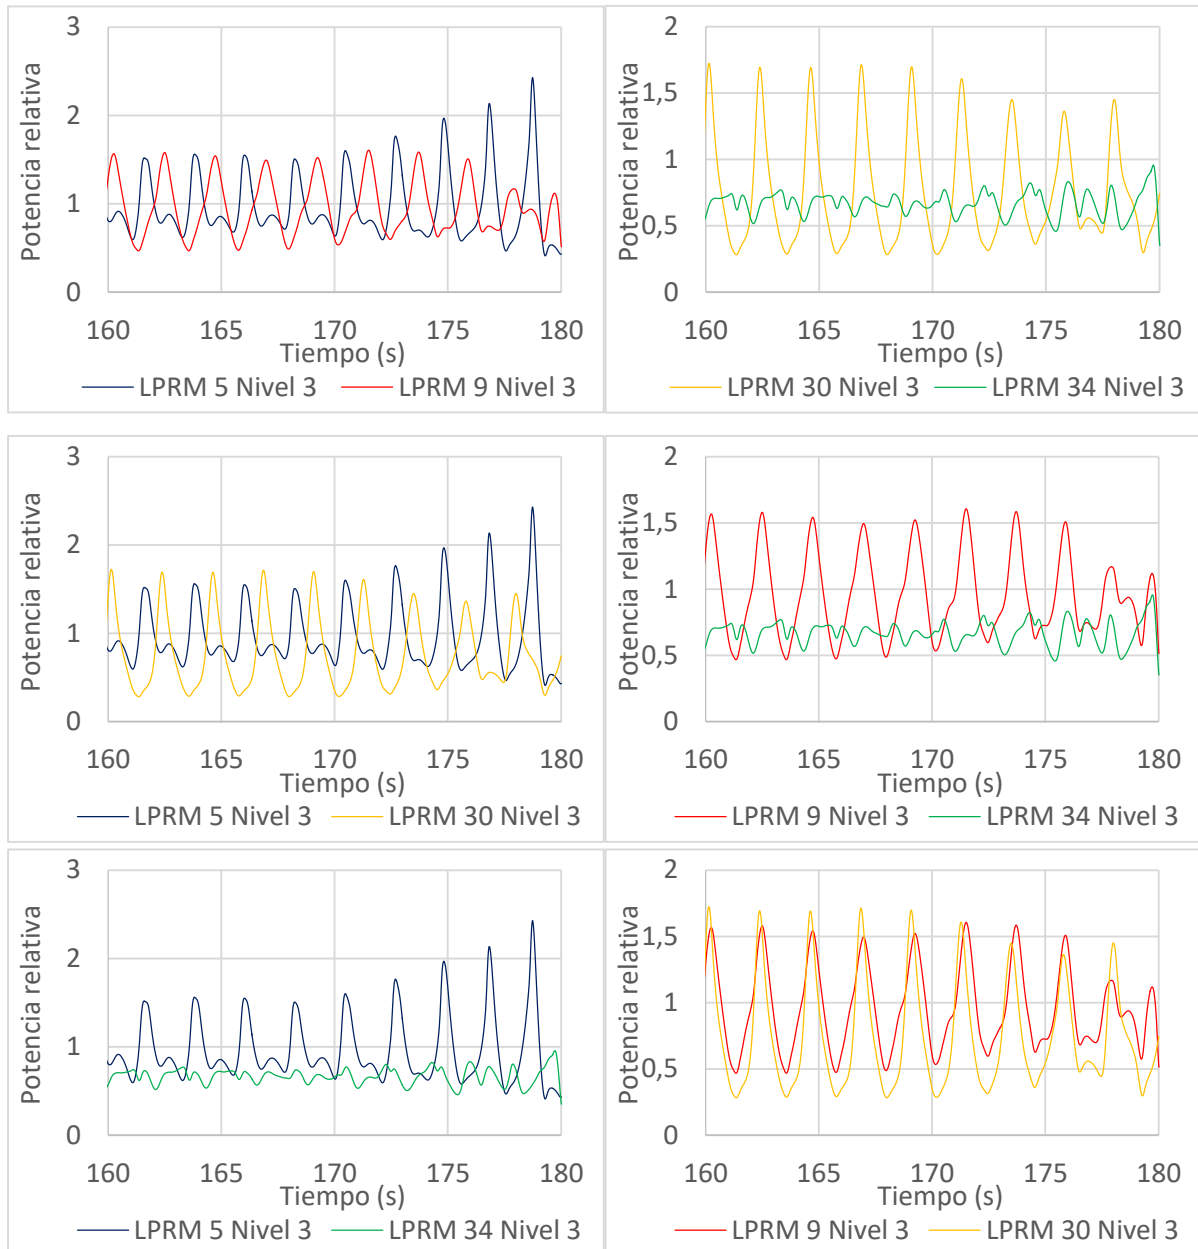 3
2
1
0
Potencia relativa
160 165 170 175 180
Tiempo (s)
LPRM 5 Nivel 3 LPRM 9 Nivel 3
2
1,5
1
0,5
0
Potencia relativa
160 165 170 175 180
Tiempo (s)
LPRM 30 Nivel 3 LPRM 34 Nivel 3
3
2
1
0
Potencia relativa
160 165 170 175 180
Tiempo (s)
LPRM 5 Nivel 3 LPRM 30 Nivel 3
2
1,5
1
0,5
0
Potencia relativa
160 165 170 175 180
Tiempo (s)
LPRM 9 Nivel 3 LPRM 34 Nivel 3
3
2
1
0
Potencia relativa
160 165 170 175 180
Tiempo (s)
LPRM 5 Nivel 3 LPRM 34 Nivel 3
2
1,5
1
0,5
0
Potencia relativa
160 165 170 175 180
Tiempo (s)
LPRM 9 Nivel 3 LPRM 30 Nivel 3